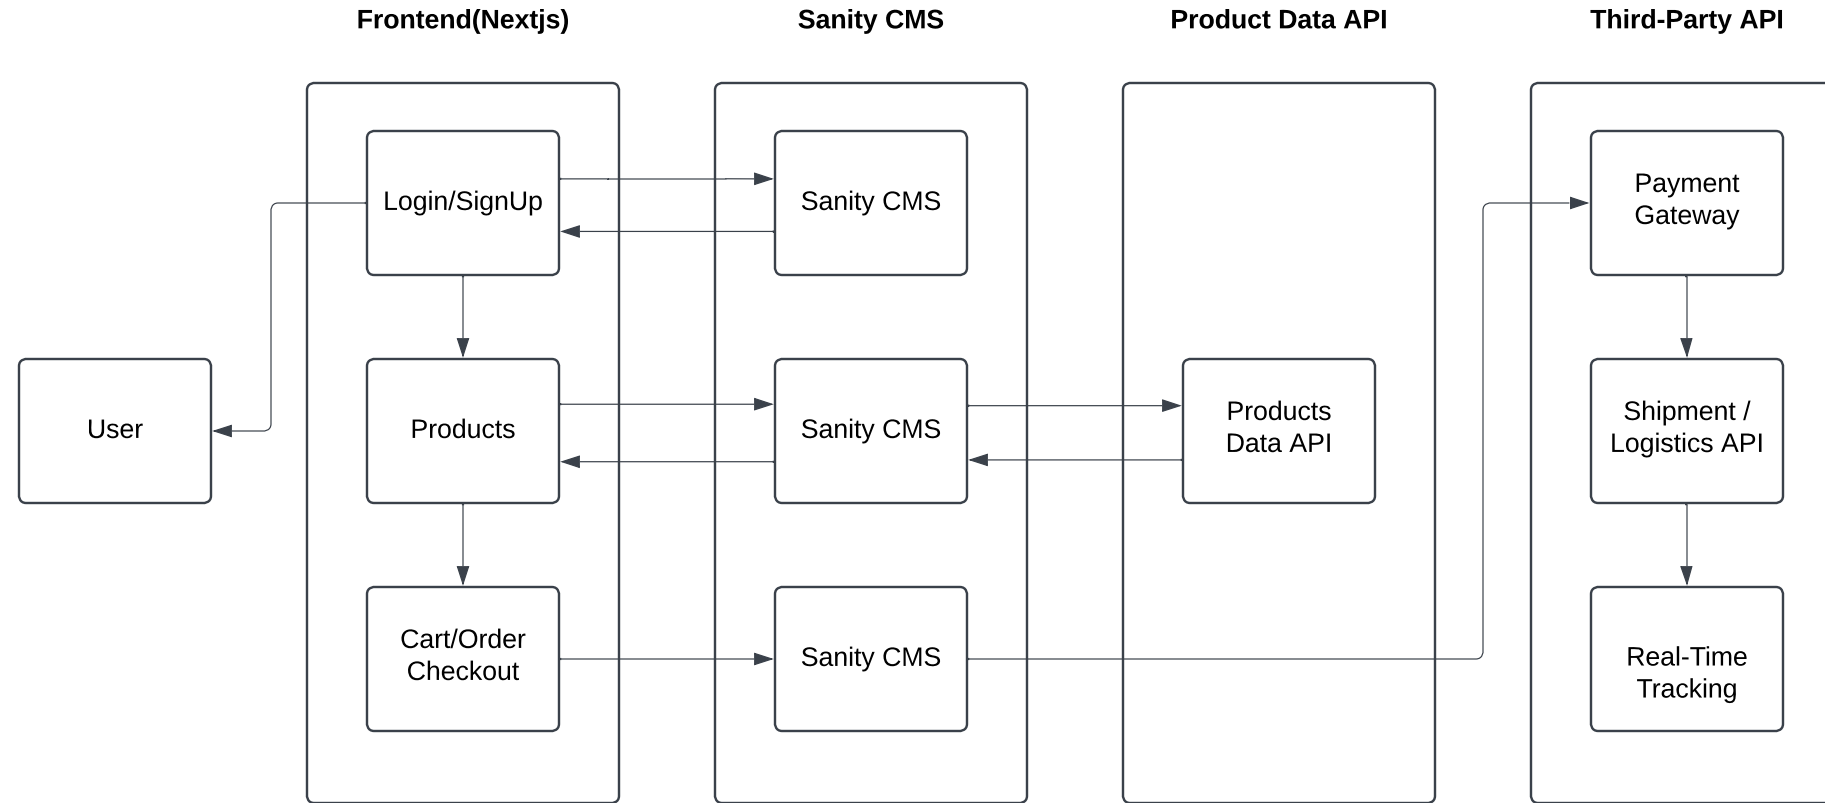 Frontend(Nextjs)
Sanity CMS
Product Data API
Third-Party API
Login/SignUp
Sanity CMS
Payment
Gateway
User
Products
Sanity CMS
Products
Data API
Shipment /
Logistics API
Cart/Order
Checkout
Sanity CMS
Real-Time
Tracking